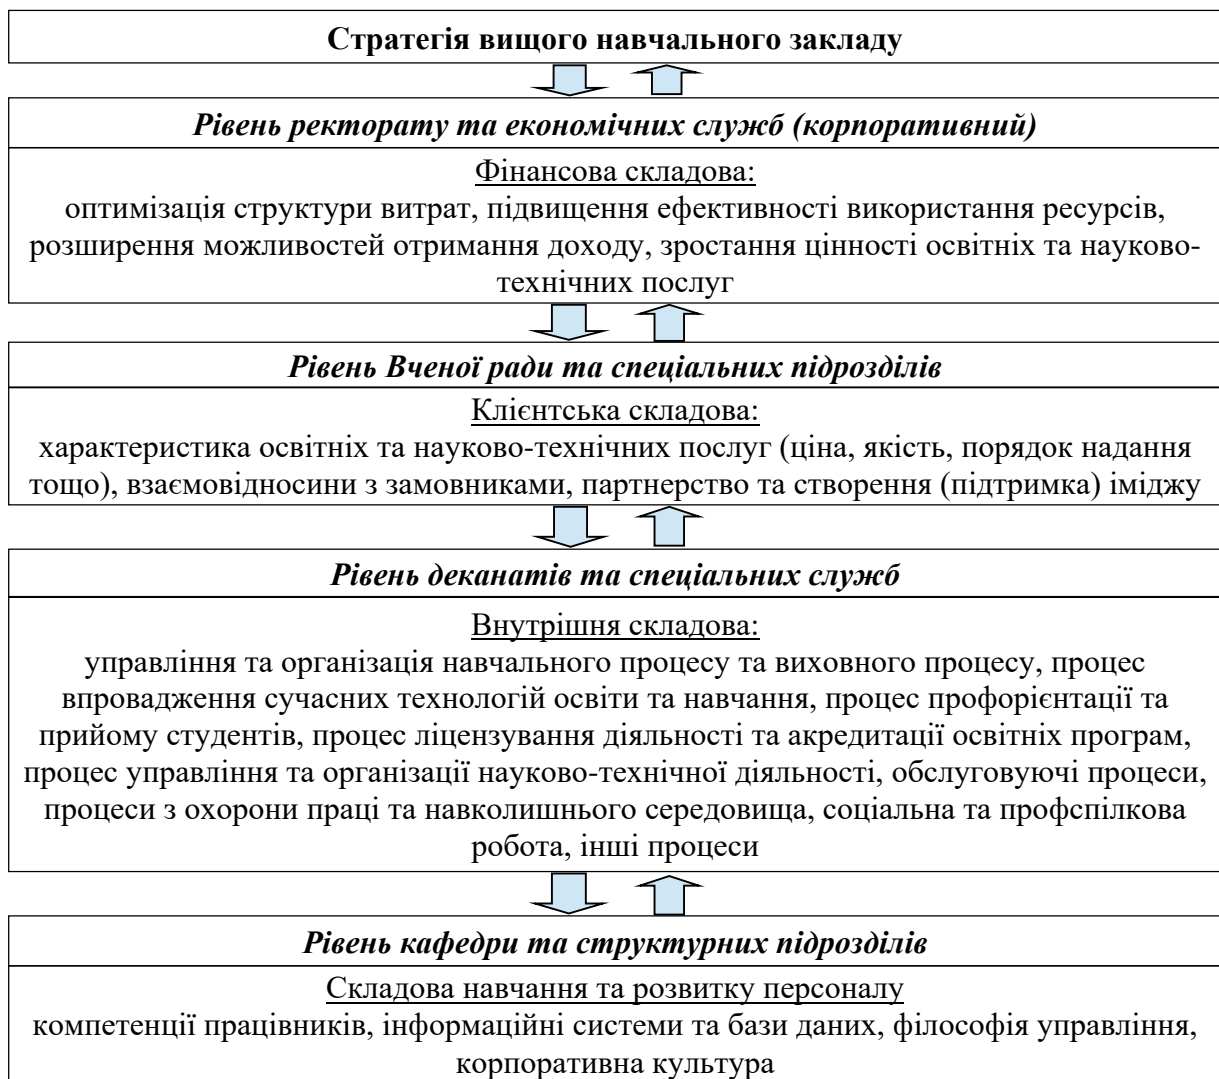 Стратегія вищого навчального закладу
Рівень ректорату та економічних служб (корпоративний)
Фінансова складова:
оптимізація структури витрат, підвищення ефективності використання ресурсів,
розширення можливостей отримання доходу, зростання цінності освітніх та науково-
технічних послуг
Рівень Вченої ради та спеціальних підрозділів
Клієнтська складова:
характеристика освітніх та науково-технічних послуг (ціна, якість, порядок надання
тощо), взаємовідносини з замовниками, партнерство та створення (підтримка) іміджу
Рівень деканатів та спеціальних служб
Внутрішня складова:
управління та організація навчального процесу та виховного процесу, процес
впровадження сучасних технологій освіти та навчання, процес профорієнтації та
прийому студентів, процес ліцензування діяльності та акредитації освітніх програм,
процес управління та організації науково-технічної діяльності, обслуговуючі процеси,
процеси з охорони праці та навколишнього середовища, соціальна та профспілкова
робота, інші процеси
Рівень кафедри та структурних підрозділів
Складова навчання та розвитку персоналу
компетенції працівників, інформаційні системи та бази даних, філософія управління,
корпоративна культура